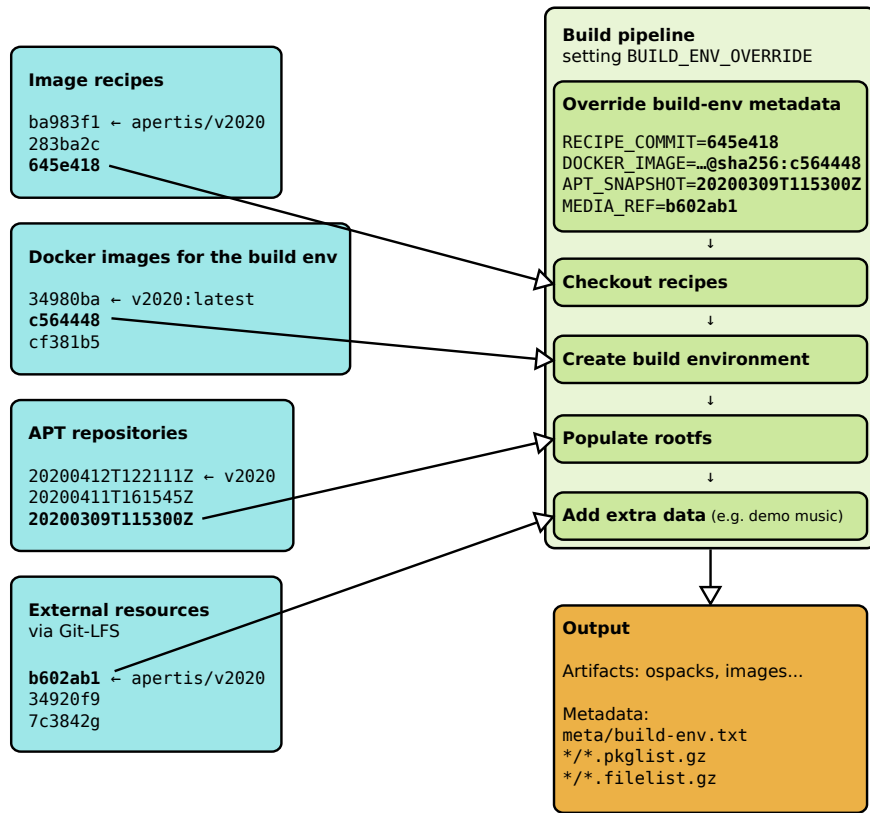 Image recipes
ba983f1 ← apertis/v2020
283ba2c
645e418
Docker images for the build env
34980ba ← v2020:latest
c564448
cf381b5
APT repositories
20200412T122111Z ← v2020
20200411T161545Z
20200309T115300Z
External resources
via Git-LFS
b602ab1 ← apertis/v2020
34920f9
7c3842g
Build pipeline
setting BUILD_ENV_OVERRIDE
Override build-env metadata
RECIPE_COMMIT=645e418
DOCKER_IMAGE=…@sha256:c564448
APT_SNAPSHOT=20200309T115300Z
MEDIA_REF=b602ab1
↓
Checkout recipes
↓
Create build environment
↓
Populate rootfs
↓
Add extra data (e.g. demo music)
Output
Artifacts: ospacks, images...
Metadata:
meta/build-env.txt
*/*.pkglist.gz
*/*.filelist.gz